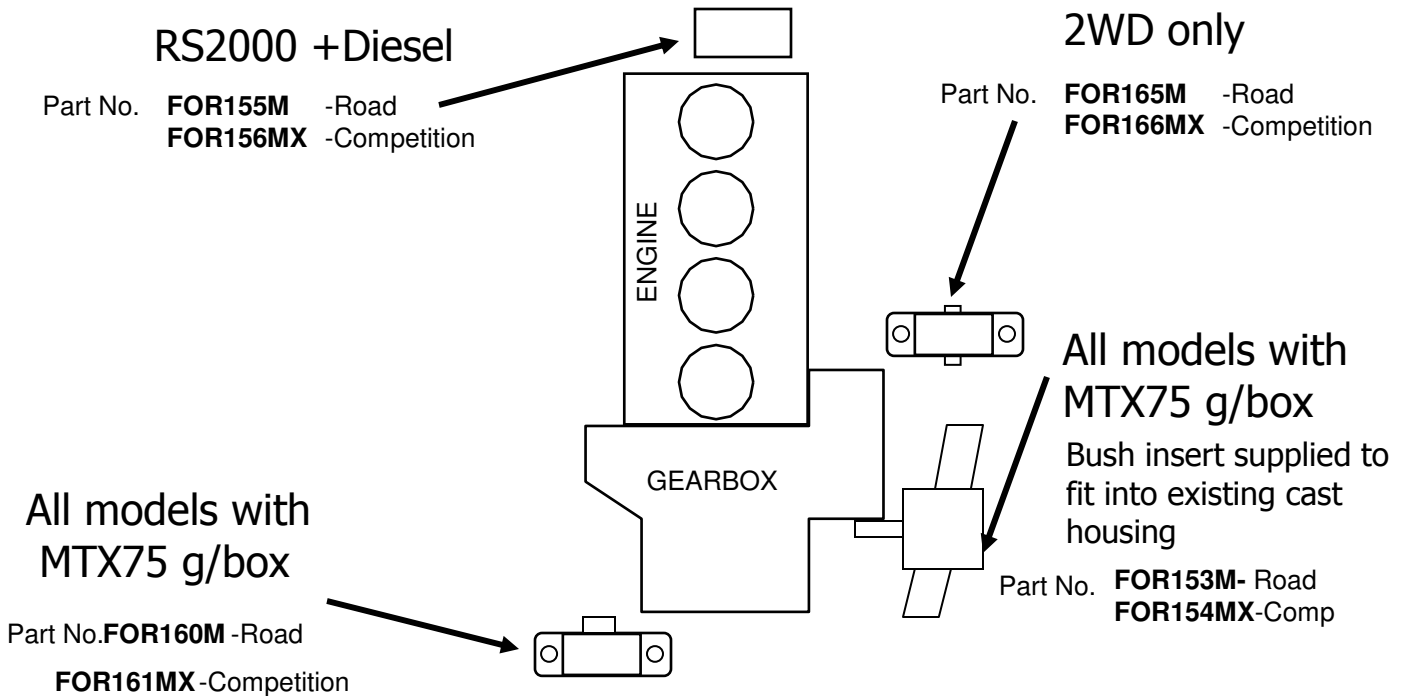 RS2000 +Diesel
Part No. FOR155M -Road
FOR156MX -Competition
2WD only
Part No. FOR165M -Road
FOR166MX -Competition
ENGINE
GEARBOX
All models with
MTX75 g/box
Bush insert supplied to
fit into existing cast
housing
Part No. FOR153M- Road
FOR154MX-Comp
All models with
MTX75 g/box
Part No.FOR160M -Road
FOR161MX -Competition